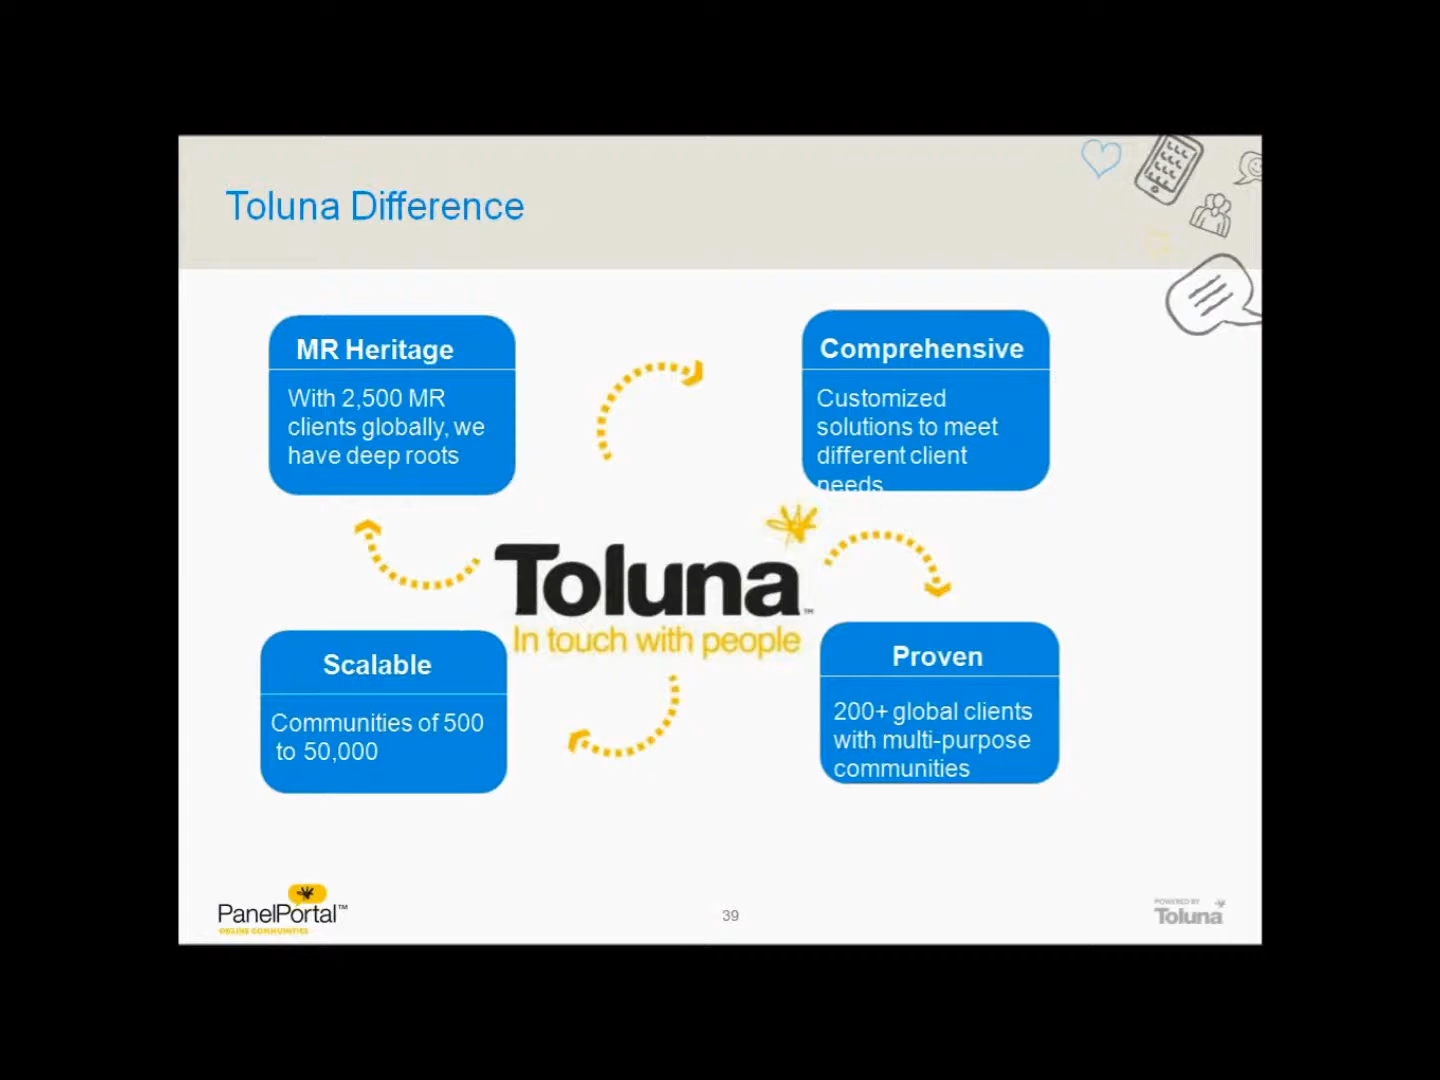 Toluna Difference
MR Heritage
With 2,500 MR
clients globally, we
have deep roots
Comprehensive
Customized
solutions to meet
different client
needs
Toluna™
In touch with people
Scalable
Communities of 500
to 50,000
Proven
200+ global clients
with multi-purpose
communities
PanelPortal™
ONLINE COMMUNITIES
39
POWERED BY
Toluna